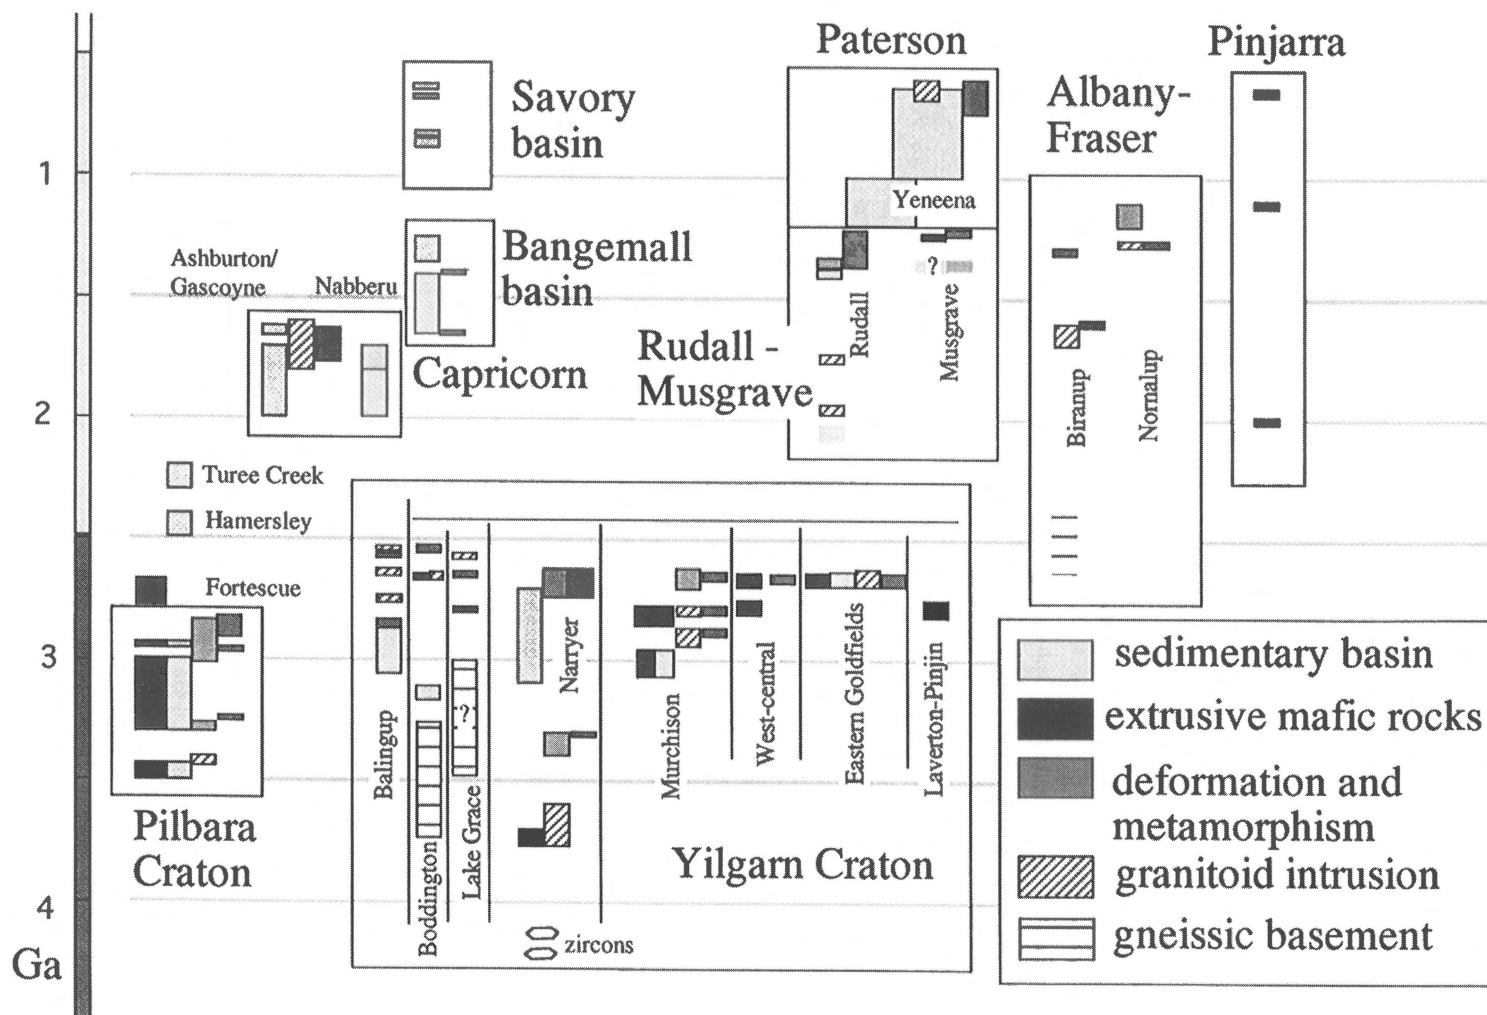 Paterson
Pinjarra
Savory
basin
Albany-
Fraser
1
Yeneena
Ashburton/
Gascoyne
Nabberu
Bangemall
basin
?
Rudall
Musgrave
Rudall -
Musgrave
Capricorn
2
Biranup
Nornalup
Turee Creek
Hamersley
Fortescue
3
Balingup
Boddington
?
Lake Grace
Narryer
Murchison
West-central
Eastern Goldfields
Laverton-Pinjin
sedimentary basin
extrusive mafic rocks
deformation and
metamorphism
granitoid intrusion
gneissic basement
Pilbara
Craton
Yilgarn Craton
4
zircons
Ga